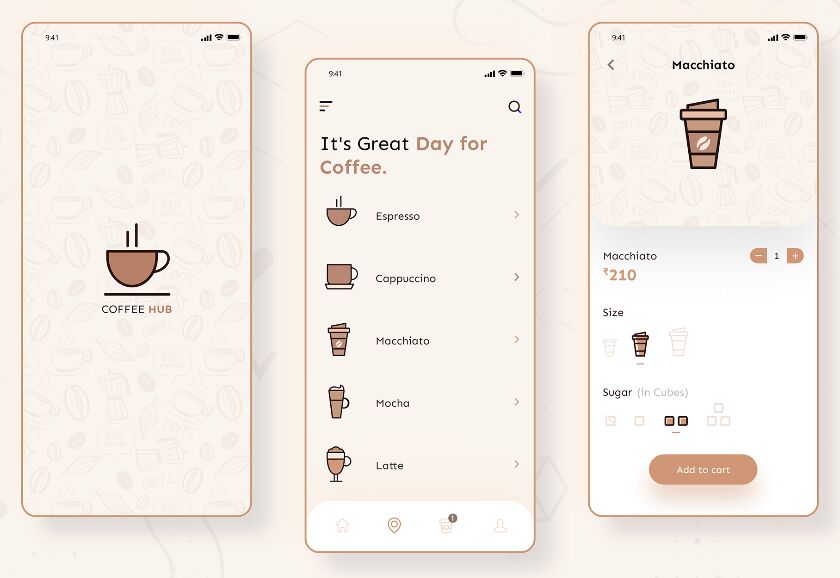 9:41
COFFEE HUB
9:41
It's Great Day for
Coffee.
Espresso
Cappuccino
Macchiato
Mocha
Latte
1
9:41
Macchiato
Macchiato
₹210
− 1 +
Size
Sugar (in Cubes)
Add to cart